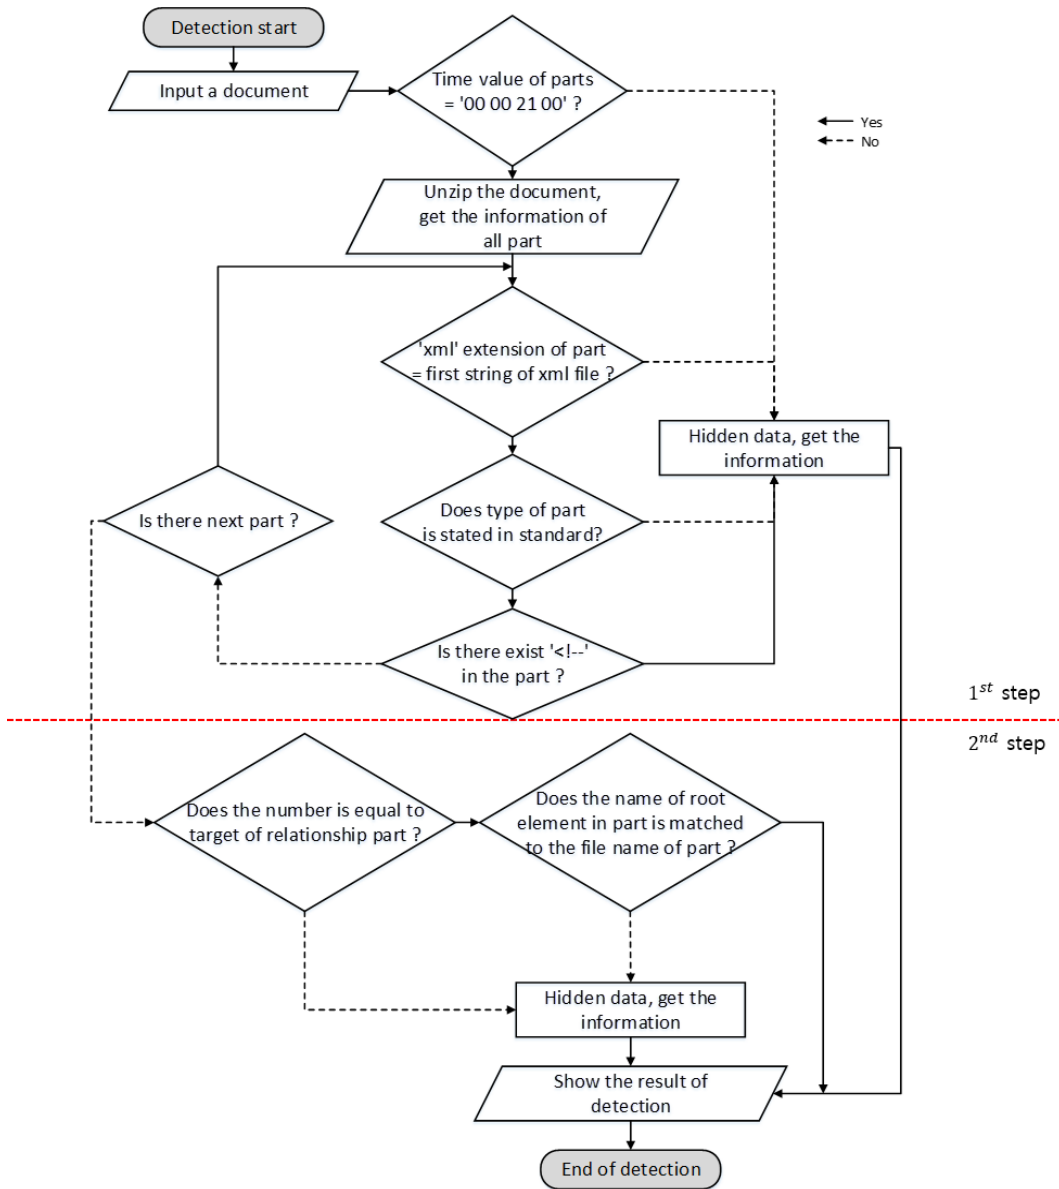 Detection start
Input a document
Time value of parts
= '00 00 21 00' ?
Yes
No
Unzip the document,
get the information of
all part
'xml' extension of part
= first string of xml file ?
Hidden data, get the
information
Is there next part ?
Does type of part
is stated in standard?
Is there exist '<!--'
in the part ?
1st step
2nd step
Does the number is equal to
target of relationship part ?
Does the name of root
element in part is matched
to the file name of part ?
Hidden data, get the
information
Show the result of
detection
End of detection